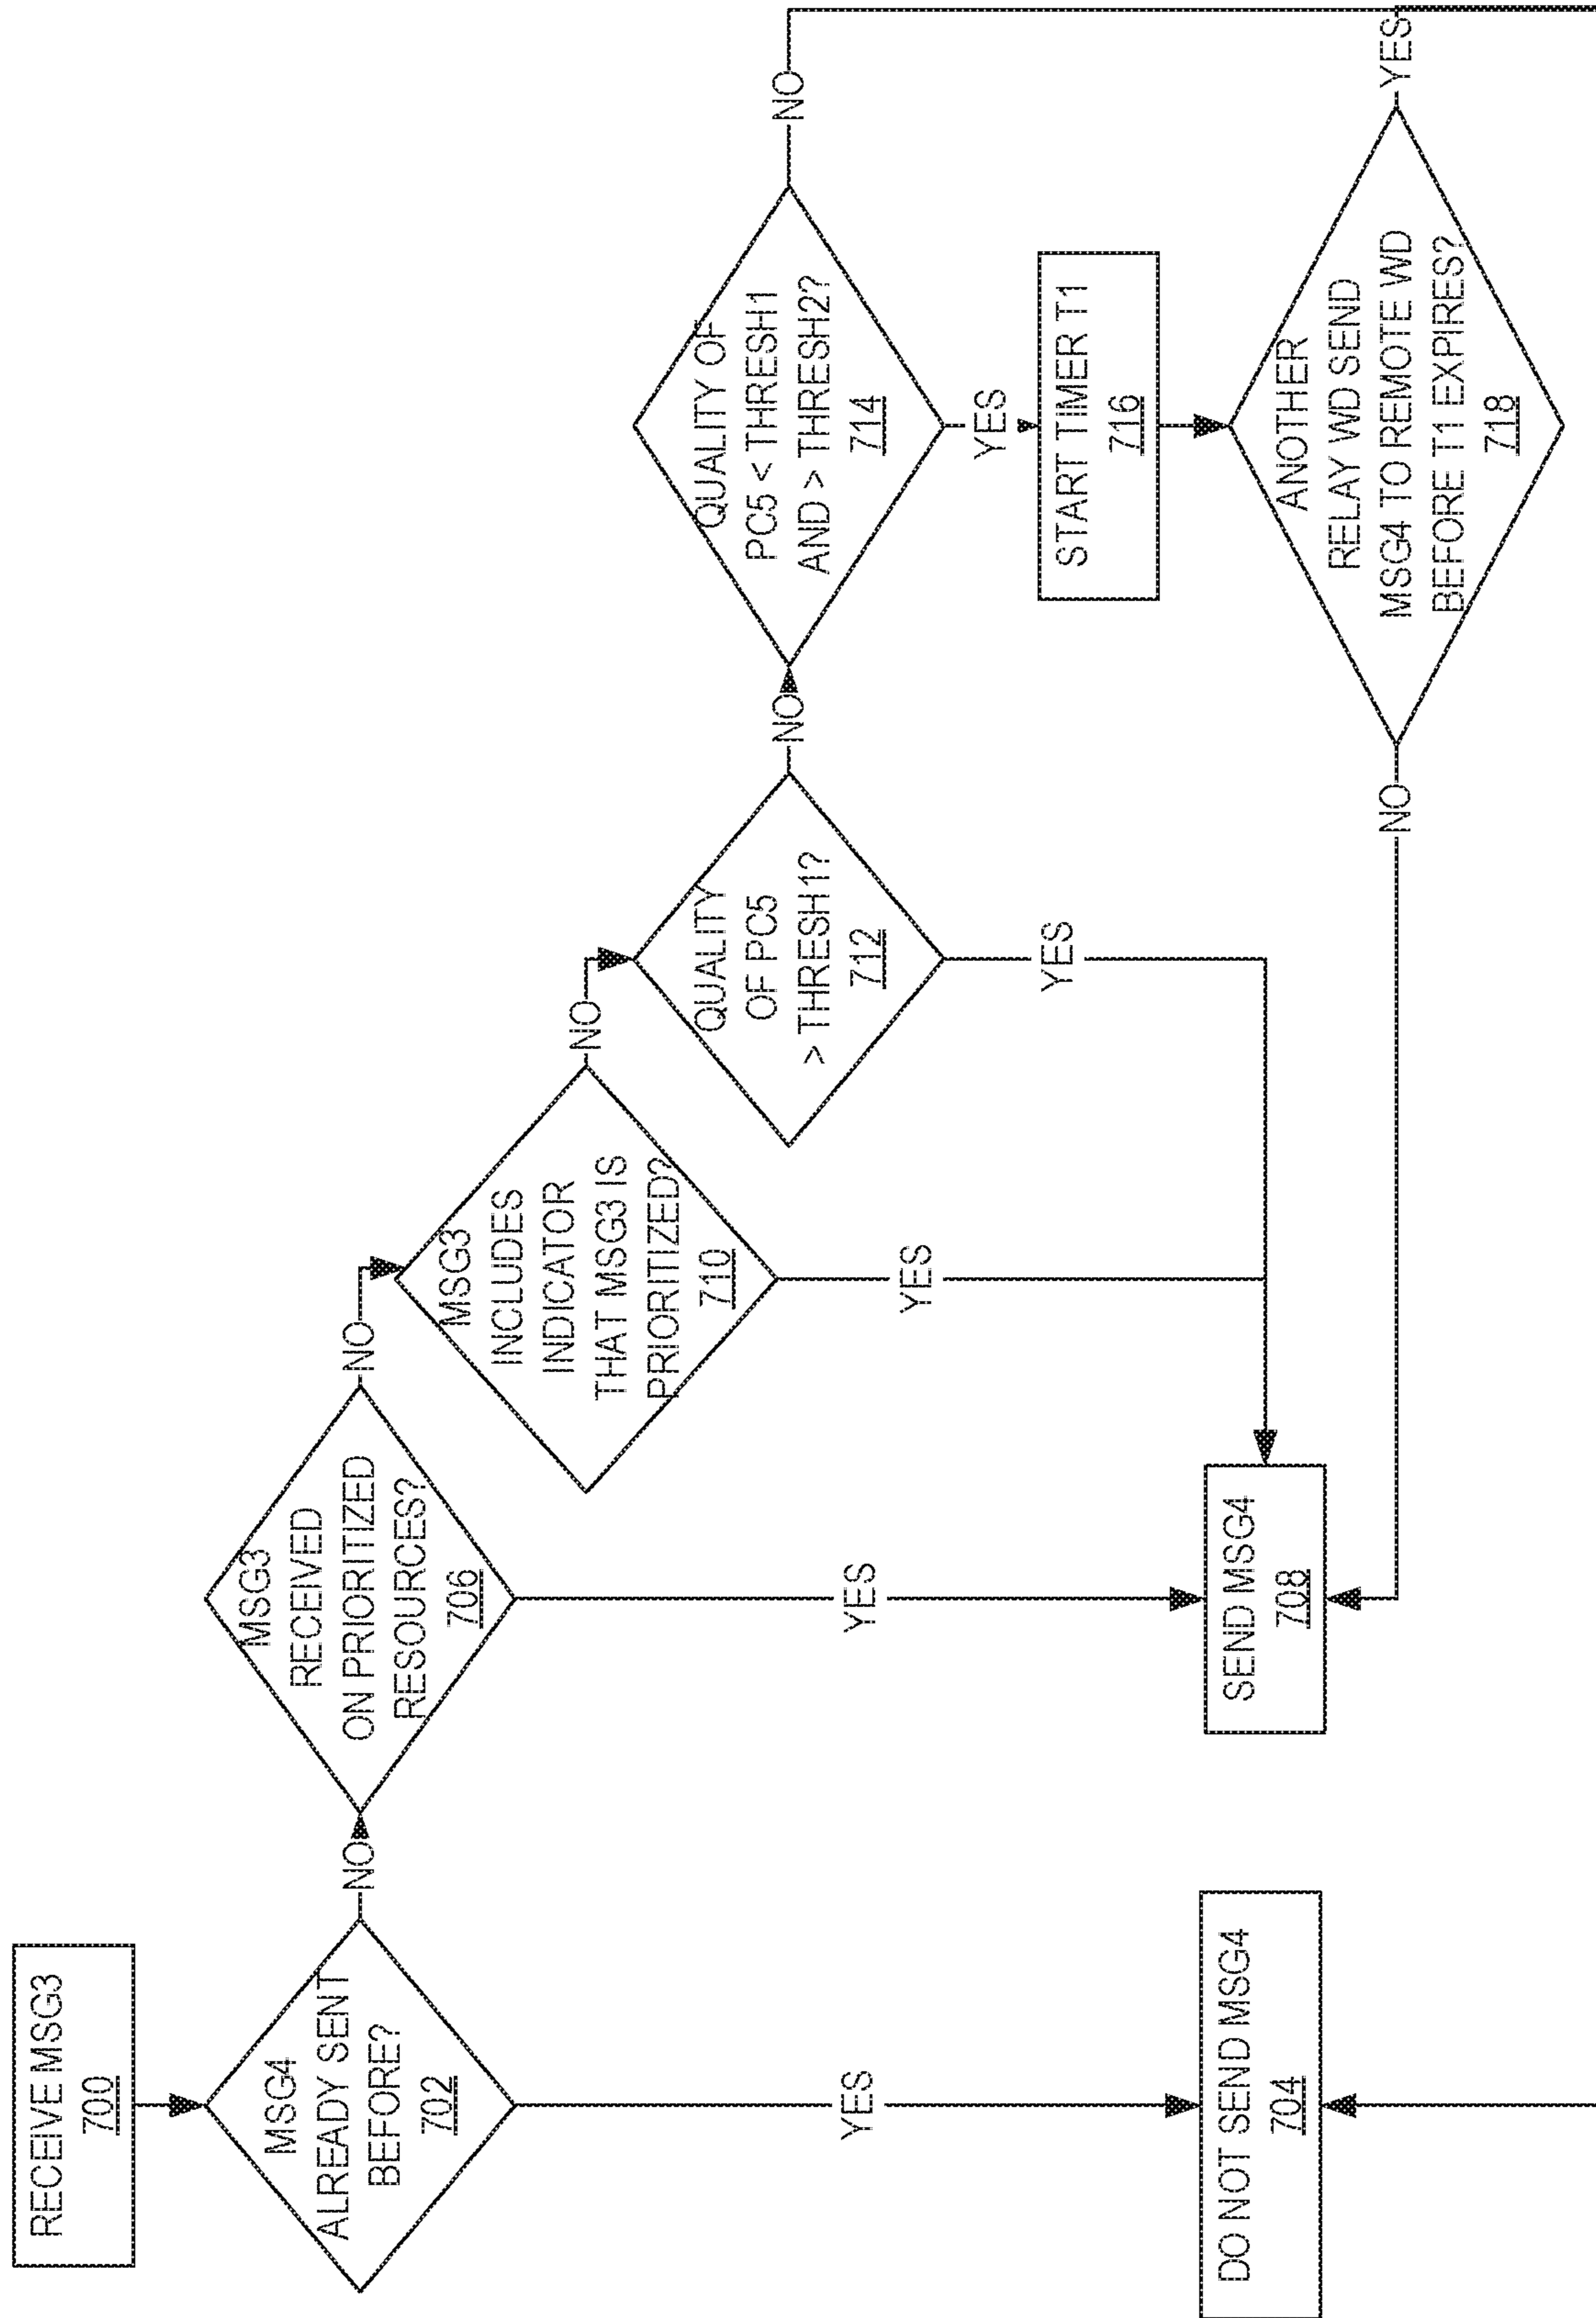 RECEIVE MSG3
700
MSG4
ALREADY SENT
BEFORE?
702
NO
YES
DO NOT SEND MSG4
704
MSG3
RECEIVED
ON PRIORITIZED
RESOURCES?
706
NO
YES
SEND MSG4
708
MSG3
INCLUDES
INDICATOR
THAT MSG3 IS
PRIORITIZED?
710
NO
YES
QUALITY
OF PC5
> THRESH1?
712
NO
YES
QUALITY OF
PC5 < THRESH1
AND > THRESH2?
714
NO
YES
START TIMER T1
716
ANOTHER
RELAY WD SEND
MSG4 TO REMOTE WD
BEFORE T1 EXPIRES?
718
NO
YES